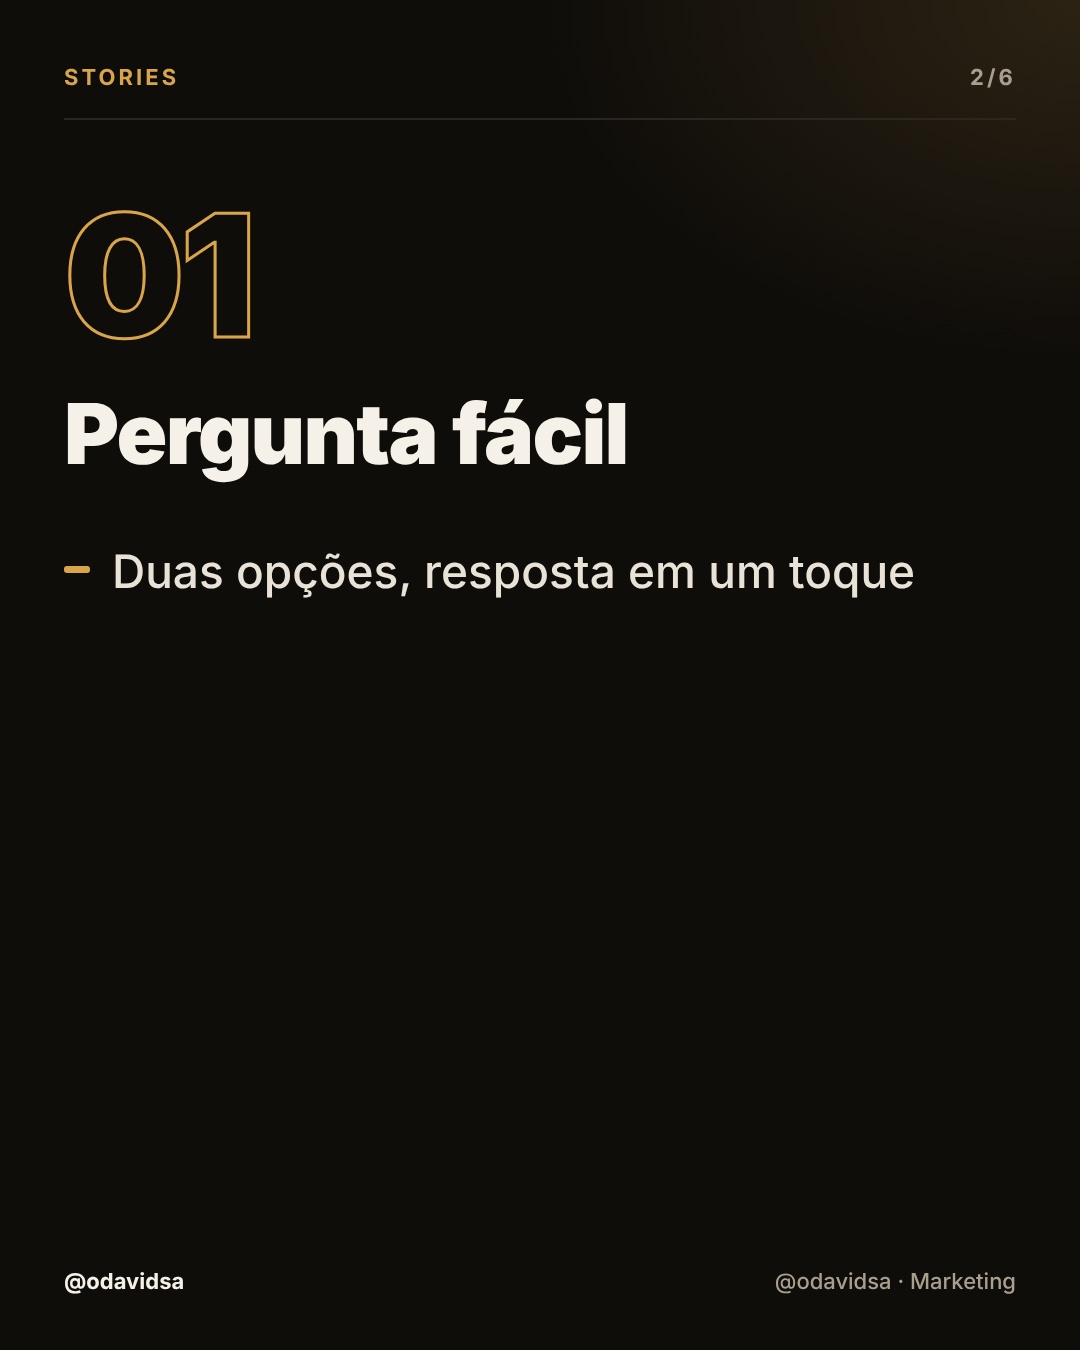 STORIES
2/6
01
Pergunta fácil
Duas opções, resposta em um toque
@odavidsa
@odavidsa · Marketing